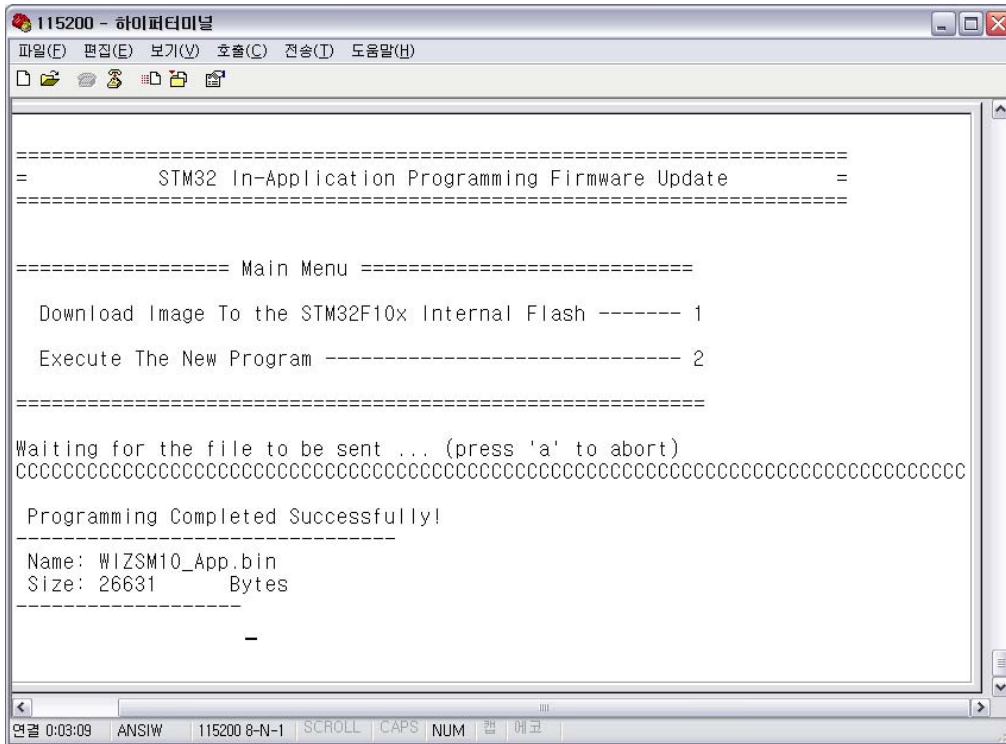 115200 - 하이퍼터미널
파일(F) 편집(E) 보기(V) 호출(C) 전송(T) 도움말(H)
======================================================================
= STM32 In-Application Programming Firmware Update =
======================================================================
================== Main Menu ============================
Download Image To the STM32F10x Internal Flash ------- 1
Execute The New Program ------------------------------ 2
==========================================================
Waiting for the file to be sent ... (press 'a' to abort)
CCCCCCCCCCCCCCCCCCCCCCCCCCCCCCCCCCCCCCCCCCCCCCCCCCCCCCCCCCCCCCCCCCCCCCCCCCCCCCCC
Programming Completed Successfully!
--------------------------------
Name: WIZSM10_App.bin
Size: 26631 Bytes
-------------------
연결 0:03:09 ANSIW 115200 8-N-1 SCROLL CAPS NUM 캡 에코